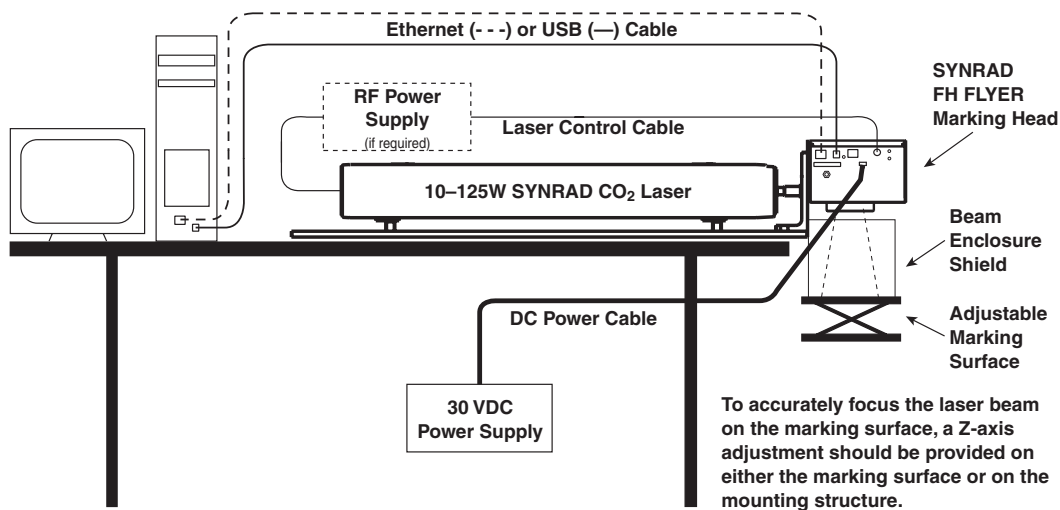 Ethernet (- - -) or USB (—) Cable
RF Power
Supply
(if required)
Laser Control Cable
SYNRAD
FH FLYER
Marking Head
10–125W SYNRAD CO₂ Laser
Beam
Enclosure
Shield
DC Power Cable
Adjustable
Marking
Surface
30 VDC
Power Supply
To accurately focus the laser beam
on the marking surface, a Z-axis
adjustment should be provided on
either the marking surface or on the
mounting structure.